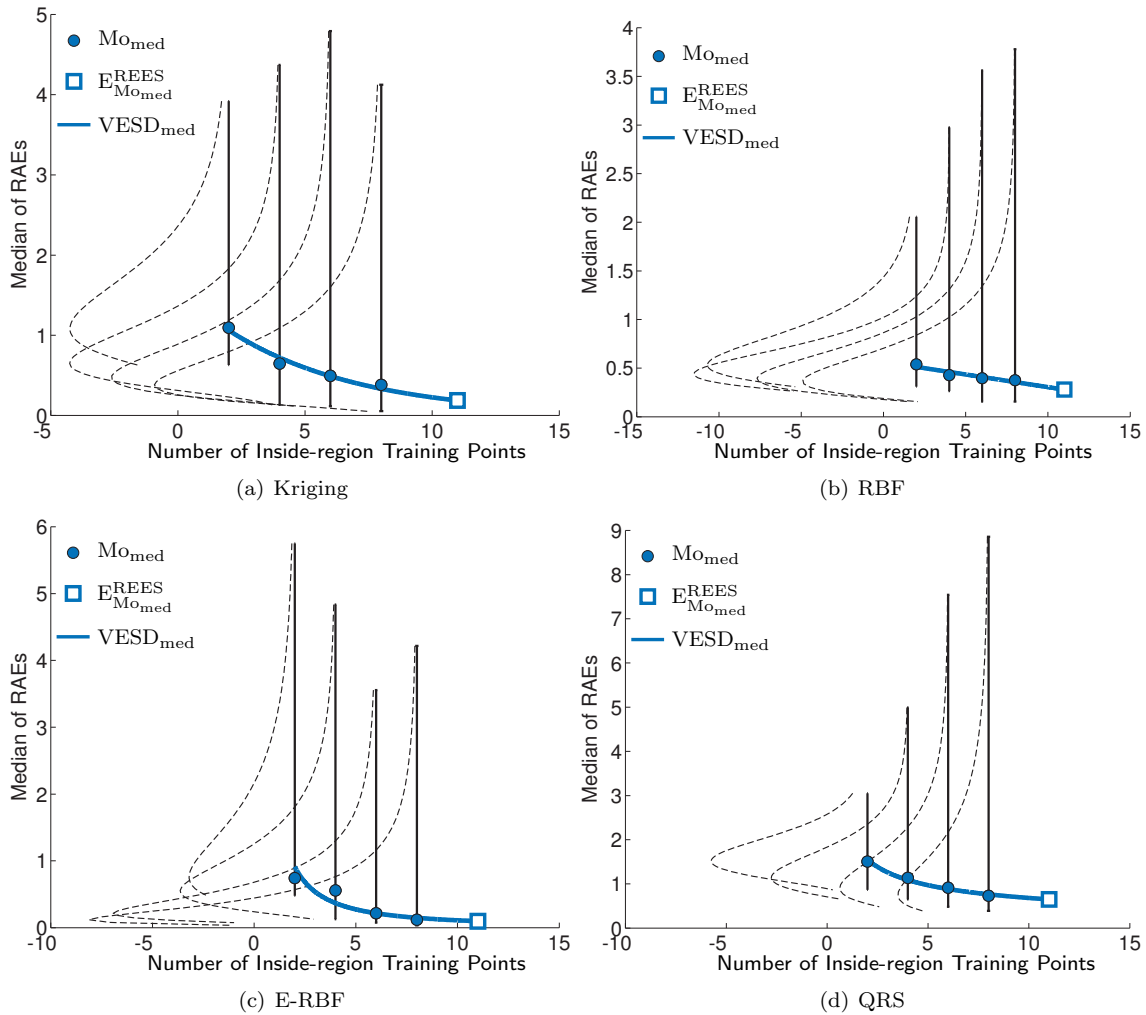 5
4
3
2
1
0
-5
0
5
10
15
Median of RAEs
Number of Inside-region Training Points
Mo_med
E^REES_Mo_med
VESD_med
(a) Kriging
4
3.5
3
2.5
2
1.5
1
0.5
0
-15
-10
-5
0
5
10
15
Median of RAEs
Number of Inside-region Training Points
Mo_med
E^REES_Mo_med
VESD_med
(b) RBF
6
5
4
3
2
1
0
-10
-5
0
5
10
15
Median of RAEs
Number of Inside-region Training Points
Mo_med
E^REES_Mo_med
VESD_med
(c) E-RBF
9
8
7
6
5
4
3
2
1
0
-10
-5
0
5
10
15
Median of RAEs
Number of Inside-region Training Points
Mo_med
E^REES_Mo_med
VESD_med
(d) QRS